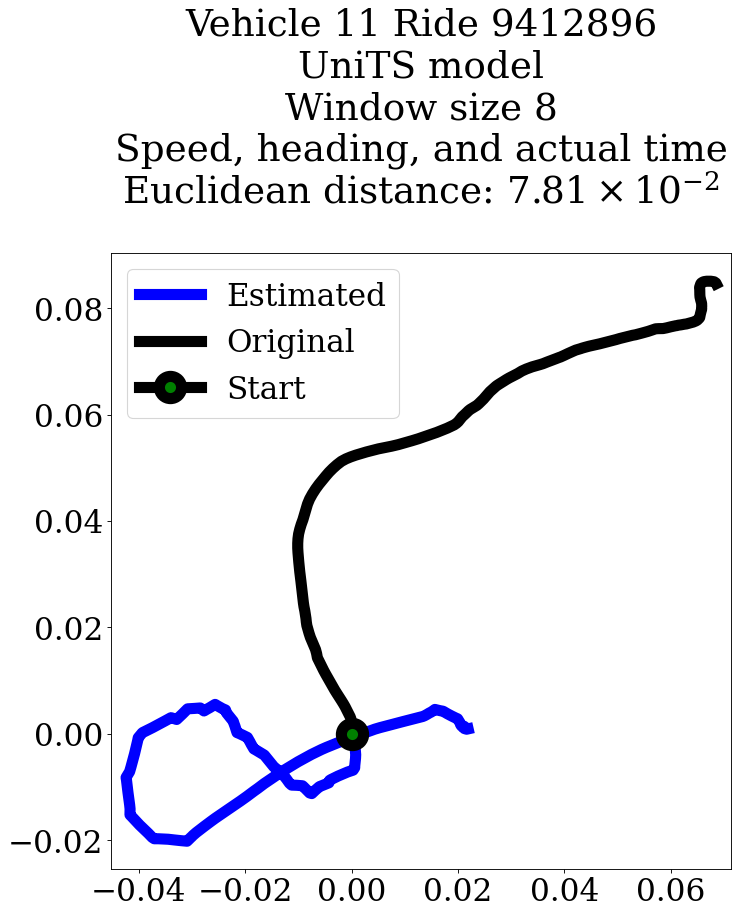 Vehicle 11 Ride 9412896
UniTS model
Window size 8
Speed, heading, and actual time
Euclidean distance: 7.81 × 10⁻²
Estimated
Original
Start
0.08
0.06
0.04
0.02
0.00
−0.02
−0.04 −0.02 0.00 0.02 0.04 0.06